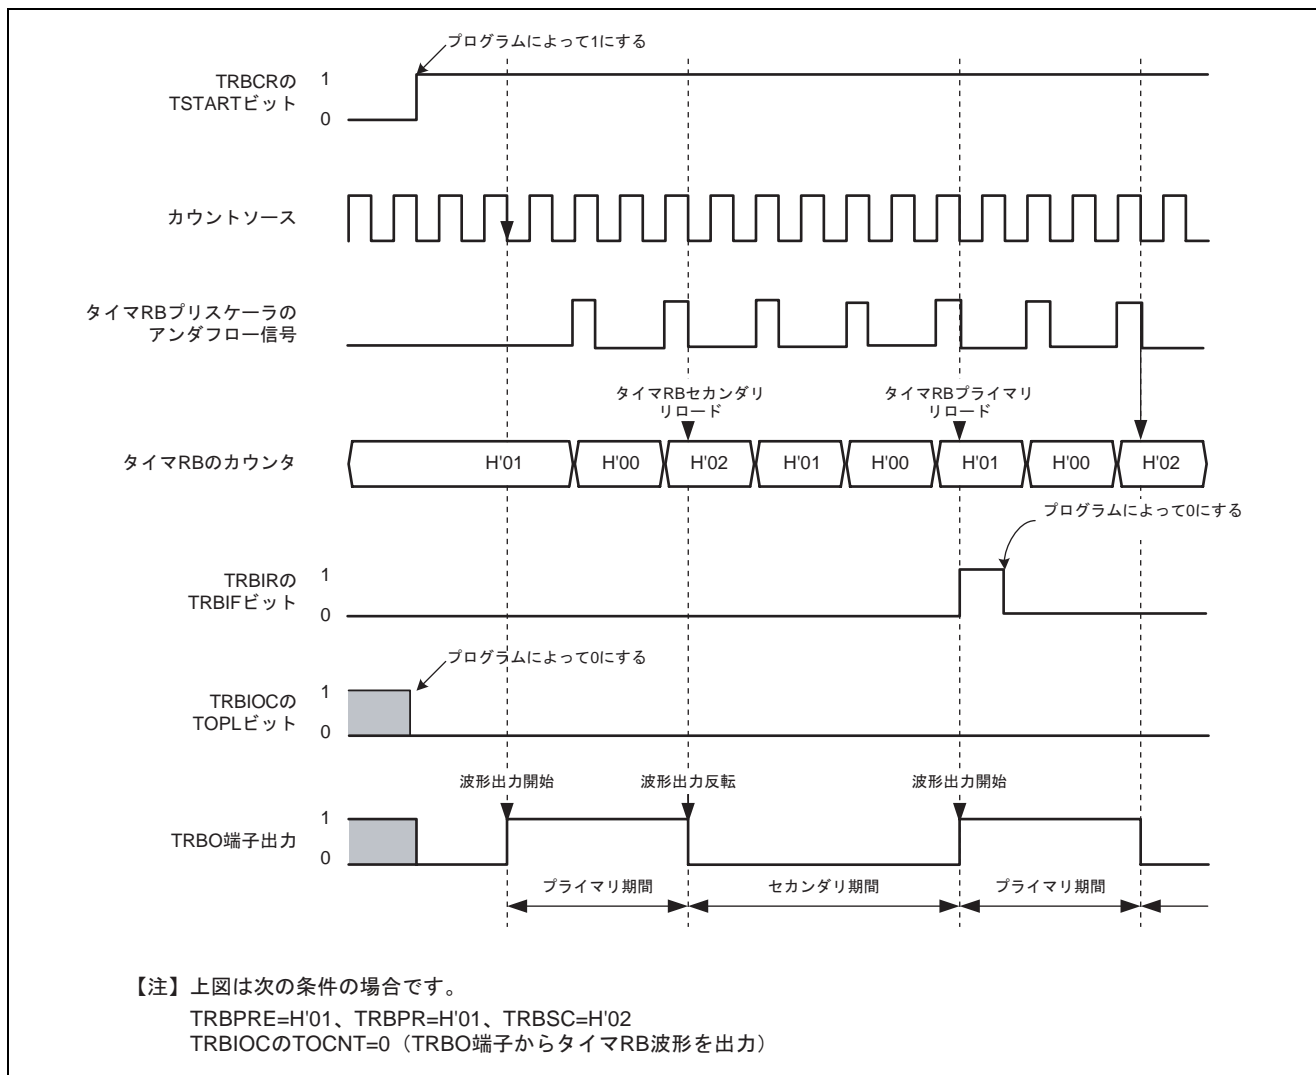 プログラムによって1にする
TRBCRの
TSTARTビット
1
0
カウントソース
タイマRBプリスケーラの
アンダフロー信号
タイマRBセカンダリ
リロード
タイマRBプライマリ
リロード
タイマRBのカウンタ
H'01
H'00
H'02
H'01
H'00
H'01
H'00
H'02
プログラムによって0にする
TRBIRの
TRBIFビット
1
0
プログラムによって0にする
TRBIOCの
TOPLビット
1
0
波形出力開始
波形出力反転
波形出力開始
TRBO端子出力
1
0
プライマリ期間
セカンダリ期間
プライマリ期間
【注】上図は次の条件の場合です。
TRBPRE=H'01、TRBPR=H'01、TRBSC=H'02
TRBIOCのTOCNT=0（TRBO端子からタイマRB波形を出力）